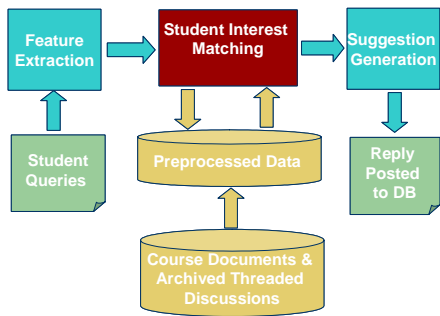 Feature
Extraction
Student Interest
Matching
Suggestion
Generation
Student
Queries
Preprocessed Data
Reply
Posted
to DB
Course Documents &
Archived Threaded
Discussions